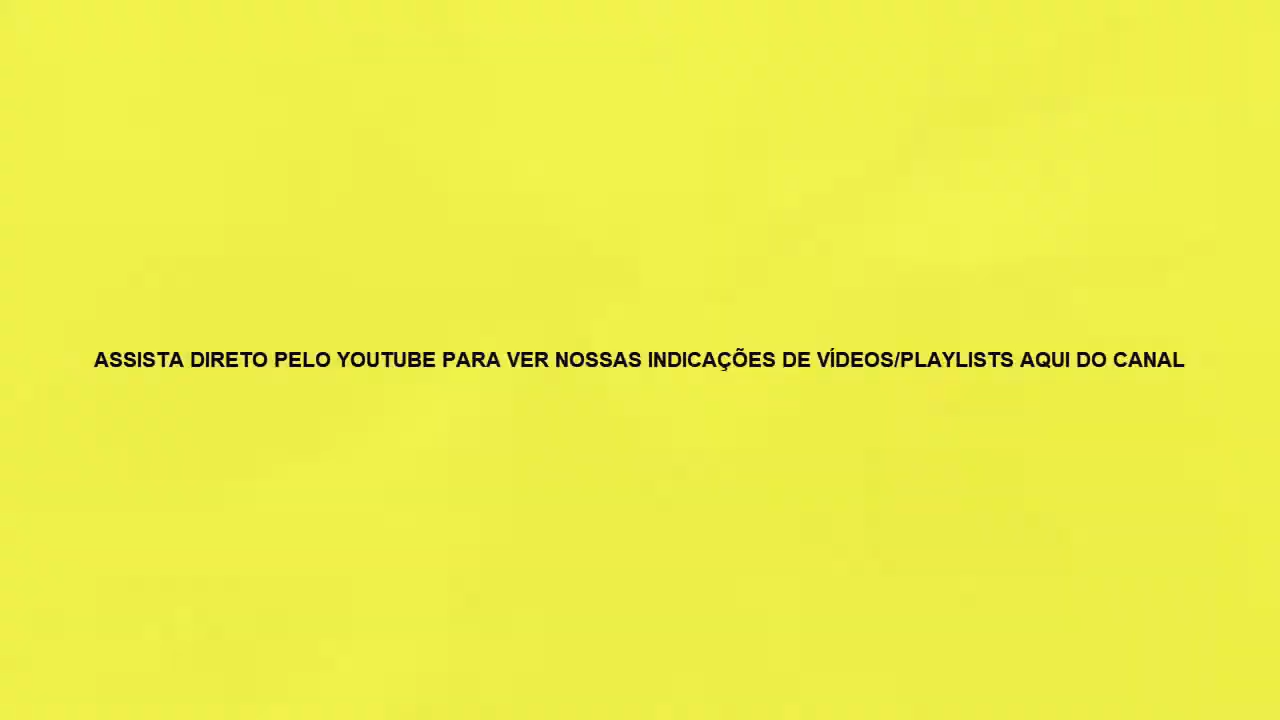 ASSISTA DIRETO PELO YOUTUBE PARA VER NOSSAS INDICAÇÕES DE VÍDEOS/PLAYLISTS AQUI DO CANAL